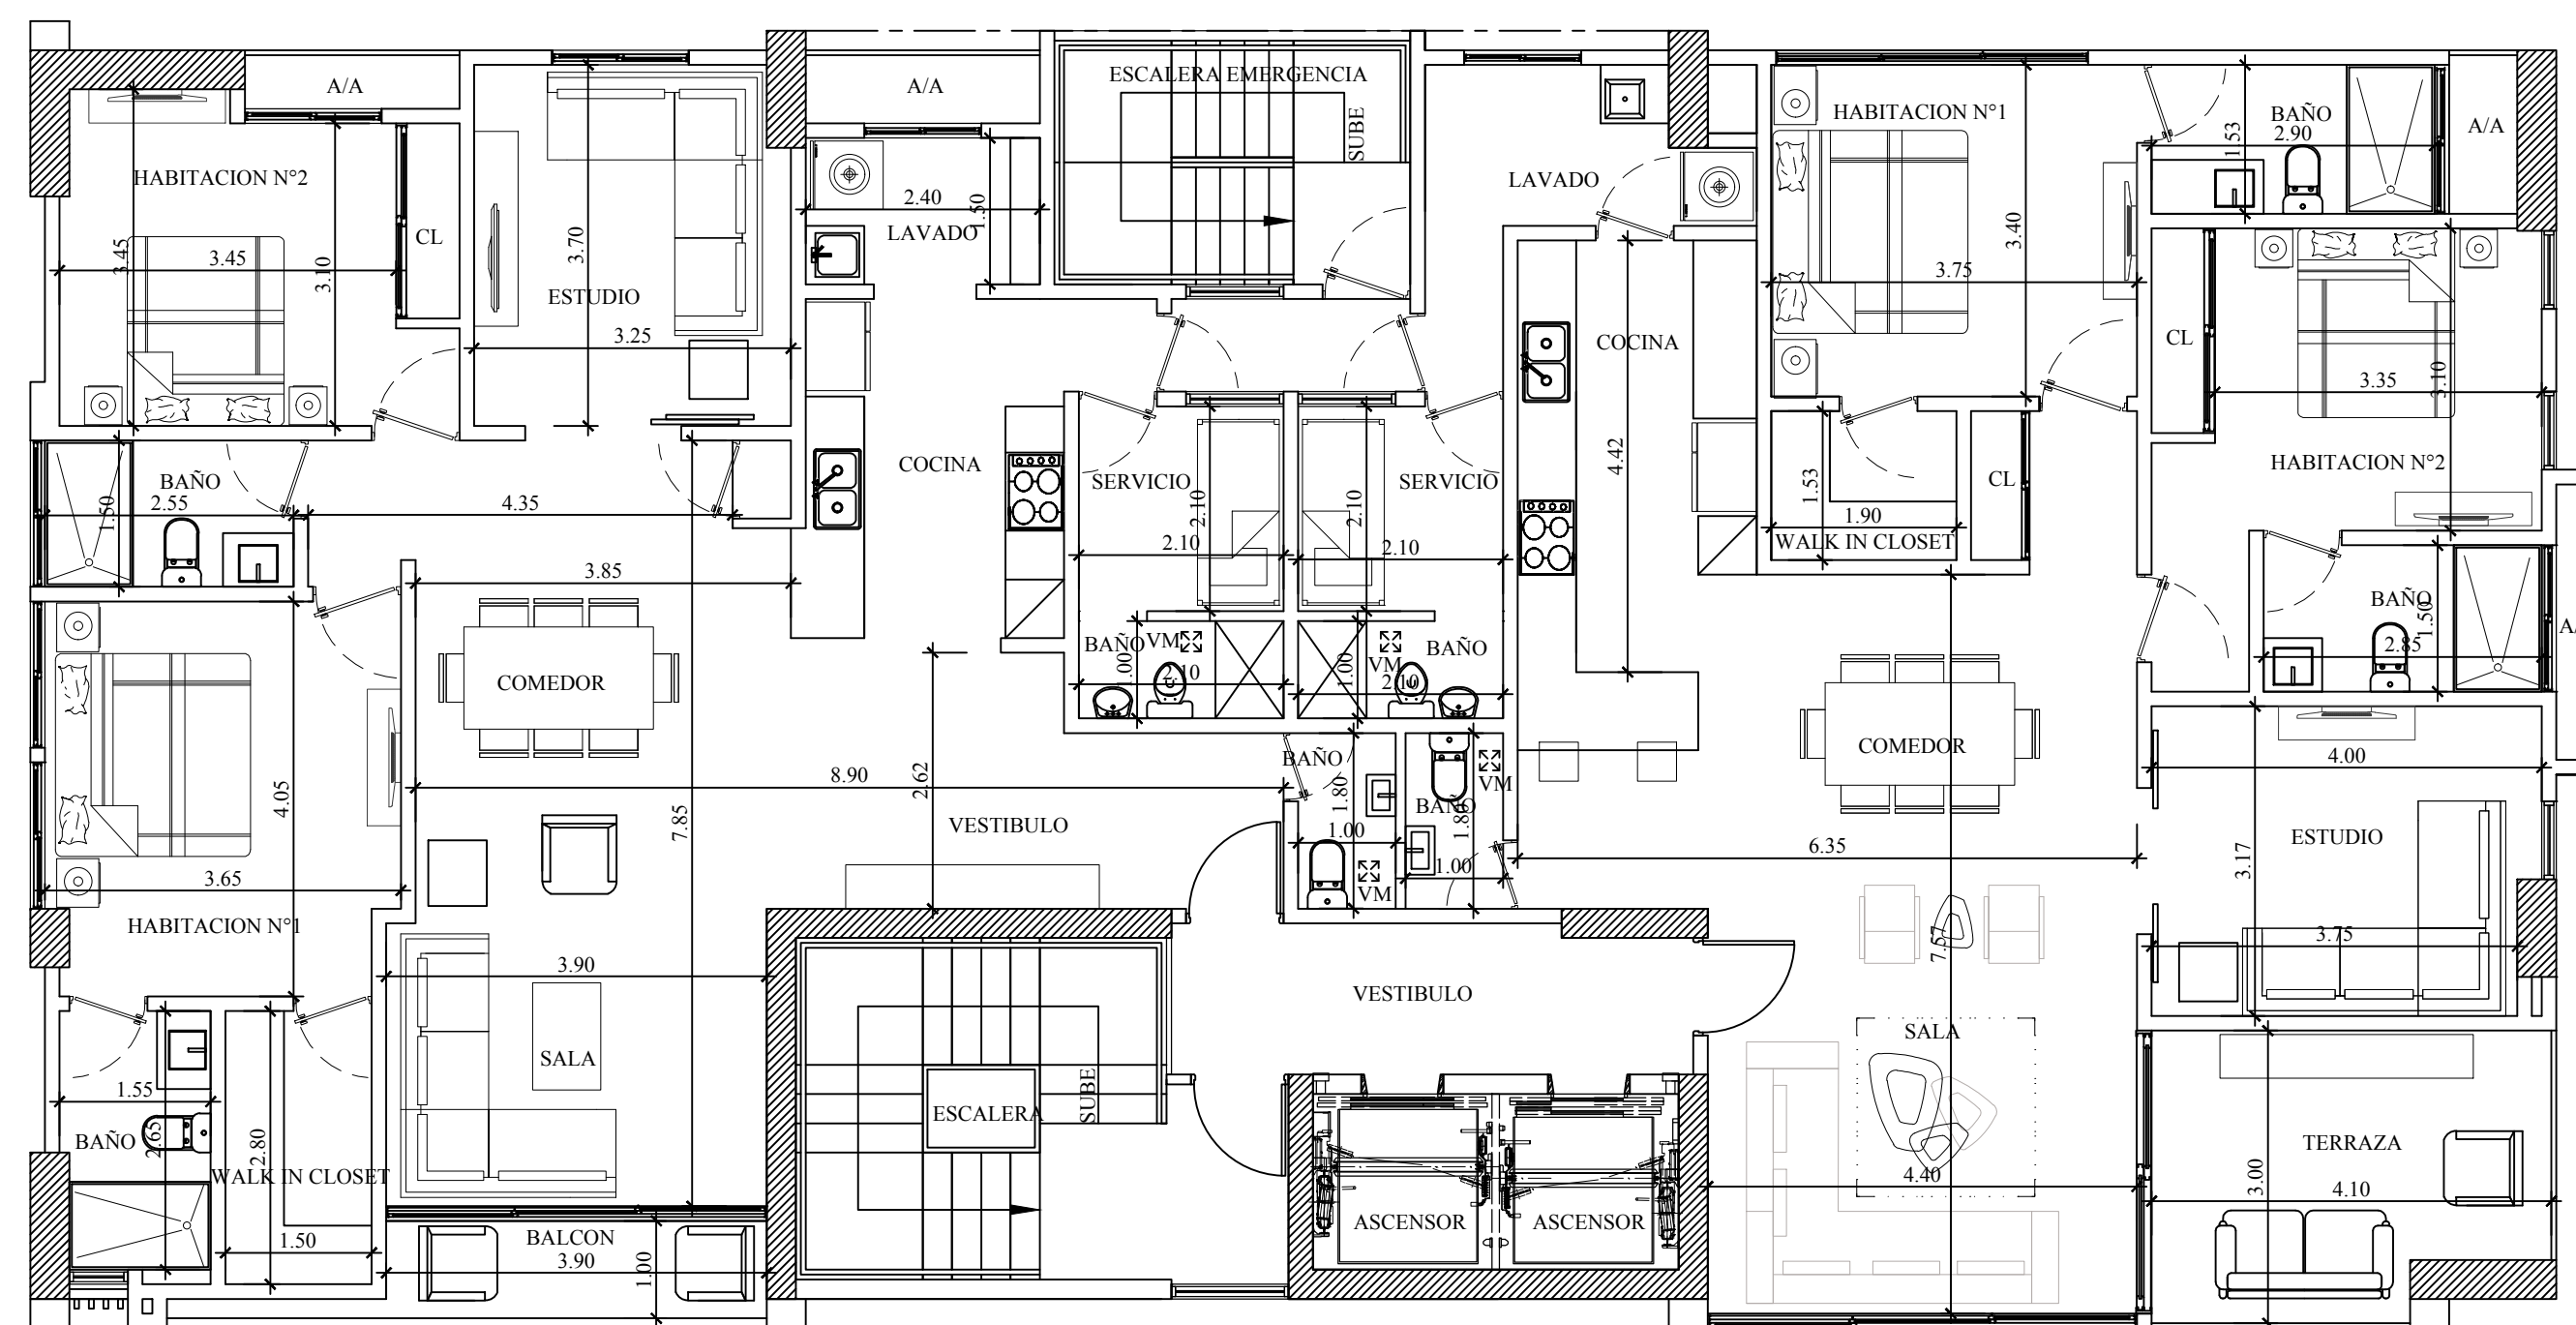 A/A
A/A
ESCALERA EMERGENCIA
SUBE
HABITACION N°1
BAÑO
2.90
1.53
A/A
HABITACION N°2
3.45
3.45
3.10
CL
3.70
ESTUDIO
3.25
2.40
1.50
LAVADO
LAVADO
COCINA
3.40
3.75
CL
3.35
3.10
HABITACION N°2
BAÑO
2.55
1.50
4.35
3.85
COCINA
SERVICIO
2.10
2.10
SERVICIO
2.10
2.10
4.42
1.53
1.90
WALK IN CLOSET
CL
BAÑO
1.50
2.85
A/
COMEDOR
BAÑO
VM
1.00
2.10
VM
1.00
2.10
BAÑO
COMEDOR
4.00
4.05
3.65
HABITACION N°1
8.90
7.85
2.62
VESTIBULO
BAÑO
1.80
1.00
VM
BAÑO
1.80
1.00
VM
6.35
ESTUDIO
3.17
3.75
3.90
VESTIBULO
7.57
SALA
SALA
1.55
BAÑO
2.65
2.80
WALK IN CLOSET
1.50
ESCALERA
SUBE
ASCENSOR
ASCENSOR
4.40
TERRAZA
3.00
4.10
BALCON
3.90
1.00